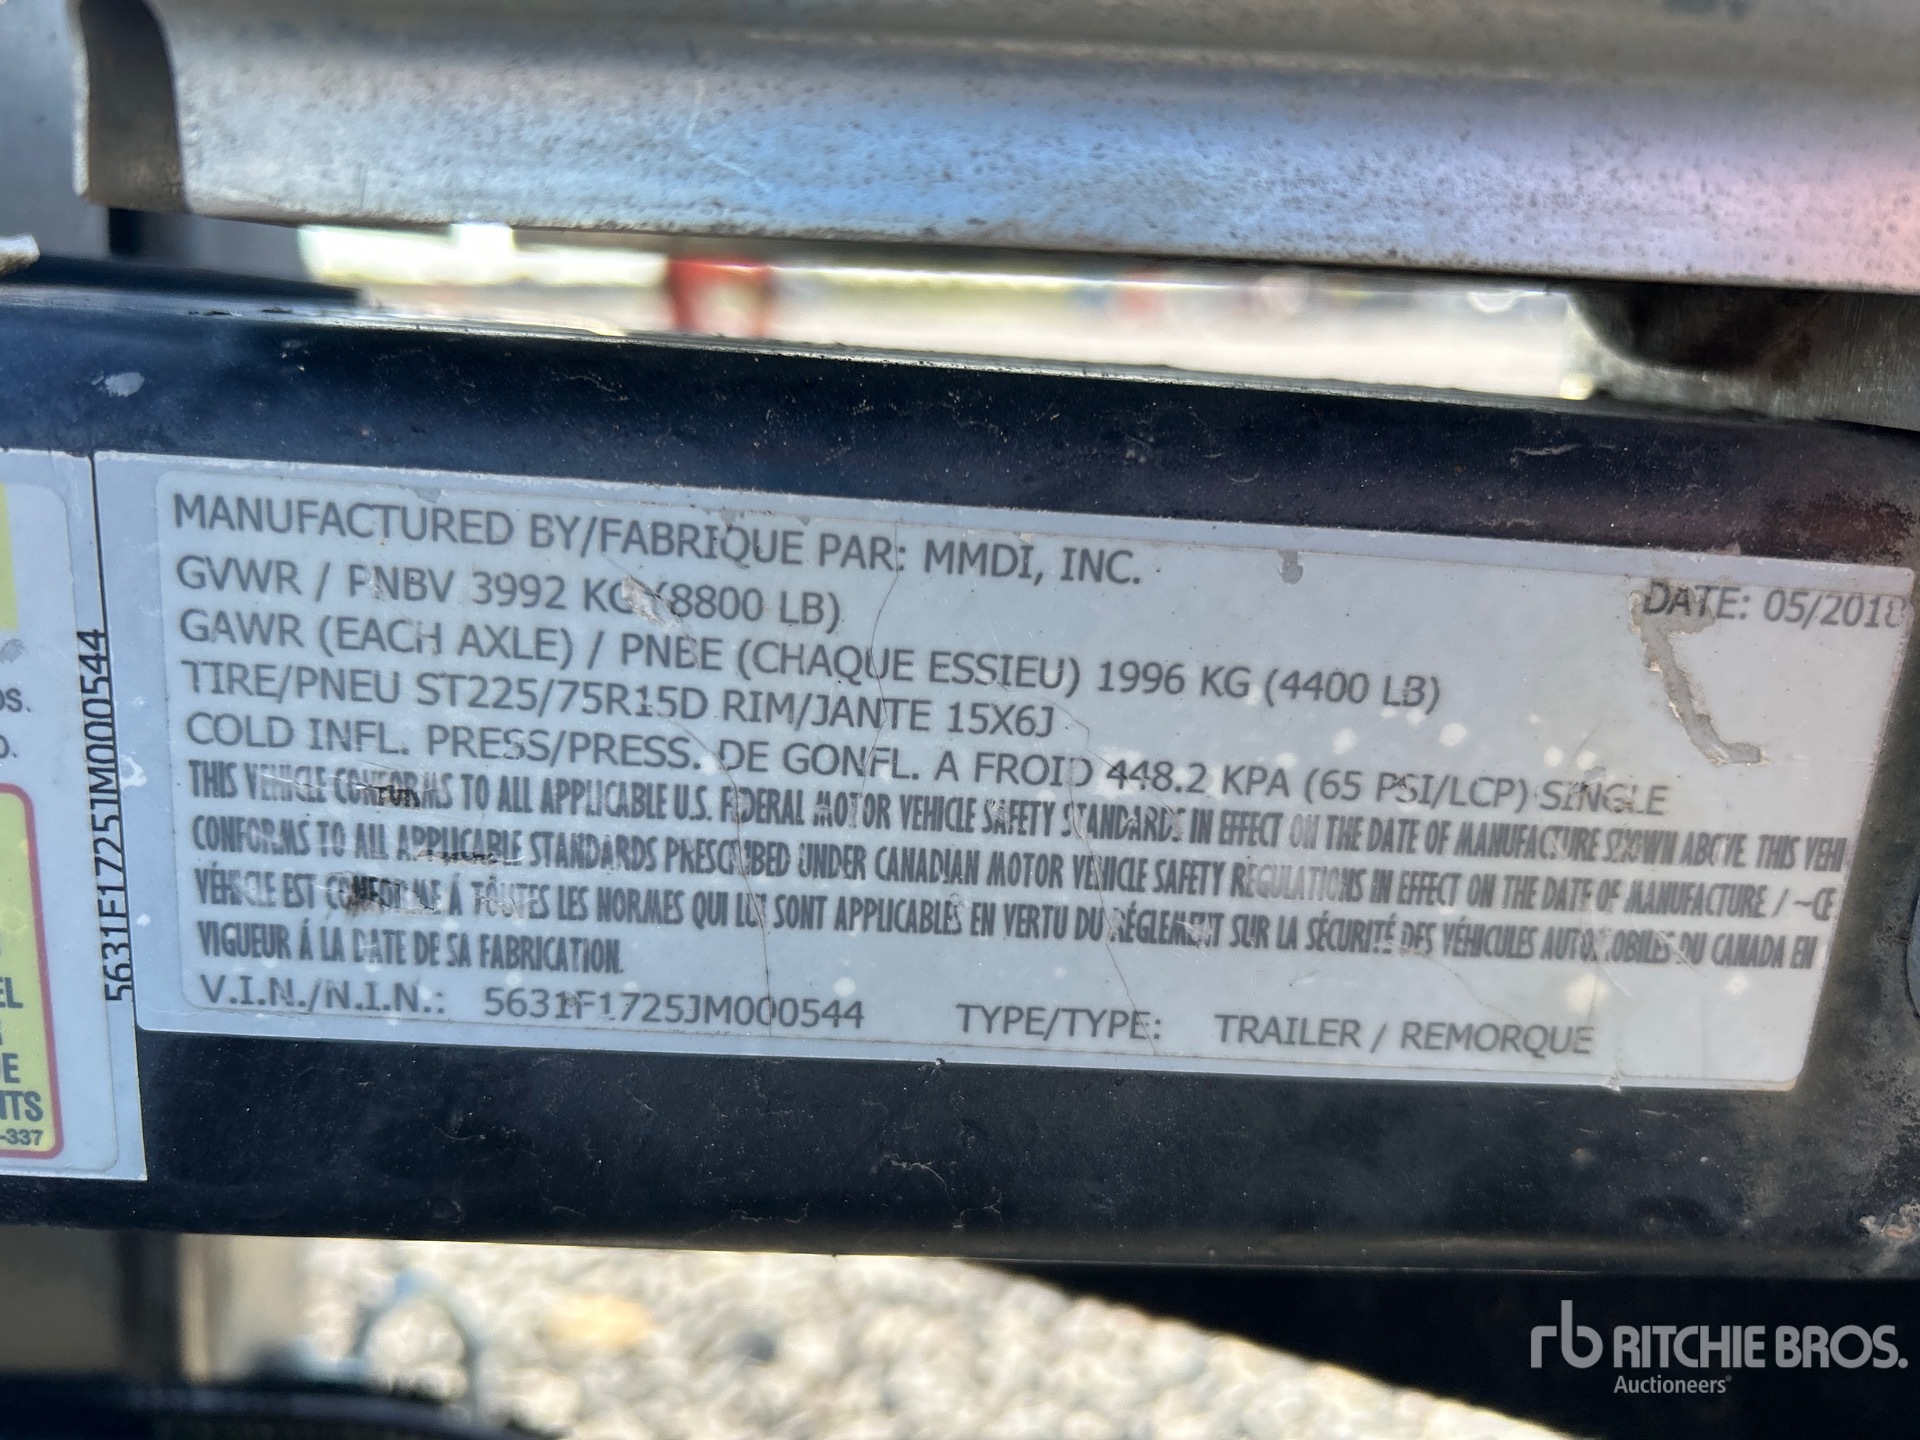 MANUFACTURED BY/FABRIQUE PAR: MMDI, INC.
DATE: 05/2018
GVWR / PNBV 3992 KG (8800 LB)
GAWR (EACH AXLE) / PNBE (CHAQUE ESSIEU) 1996 KG (4400 LB)
TIRE/PNEU ST225/75R15D RIM/JANTE 15X6J
COLD INFL. PRESS/PRESS. DE GONFL. A FROID 448.2 KPA (65 PSI/LCP) SINGLE
THIS VEHICLE CONFORMS TO ALL APPLICABLE U.S. FEDERAL MOTOR VEHICLE SAFETY STANDARDS IN EFFECT ON THE DATE OF MANUFACTURE SHOWN ABOVE. THIS VEHI
CONFORMS TO ALL APPLICABLE STANDARDS PRESCRIBED UNDER CANADIAN MOTOR VEHICLE SAFETY REGULATIONS IN EFFECT ON THE DATE OF MANUFACTURE / ~CE
VÉHICLE EST CONFORME Á TOUTES LES NORMES QUI LUI SONT APPLICABLES EN VERTU DU RÉGLEMENT SUR LA SÉCURITÉ DES VÉHICULES AUTOMOBILES DU CANADA EN
VIGUEUR Á LA DATE DE SA FABRICATION.
V.I.N./N.I.N.: 5631F1725JM000544 TYPE/TYPE: TRAILER / REMORQUE
5631F1725JM000544
OS.
D.
EL
A
E
ITS
-337
rb RITCHIE BROS.
Auctioneers